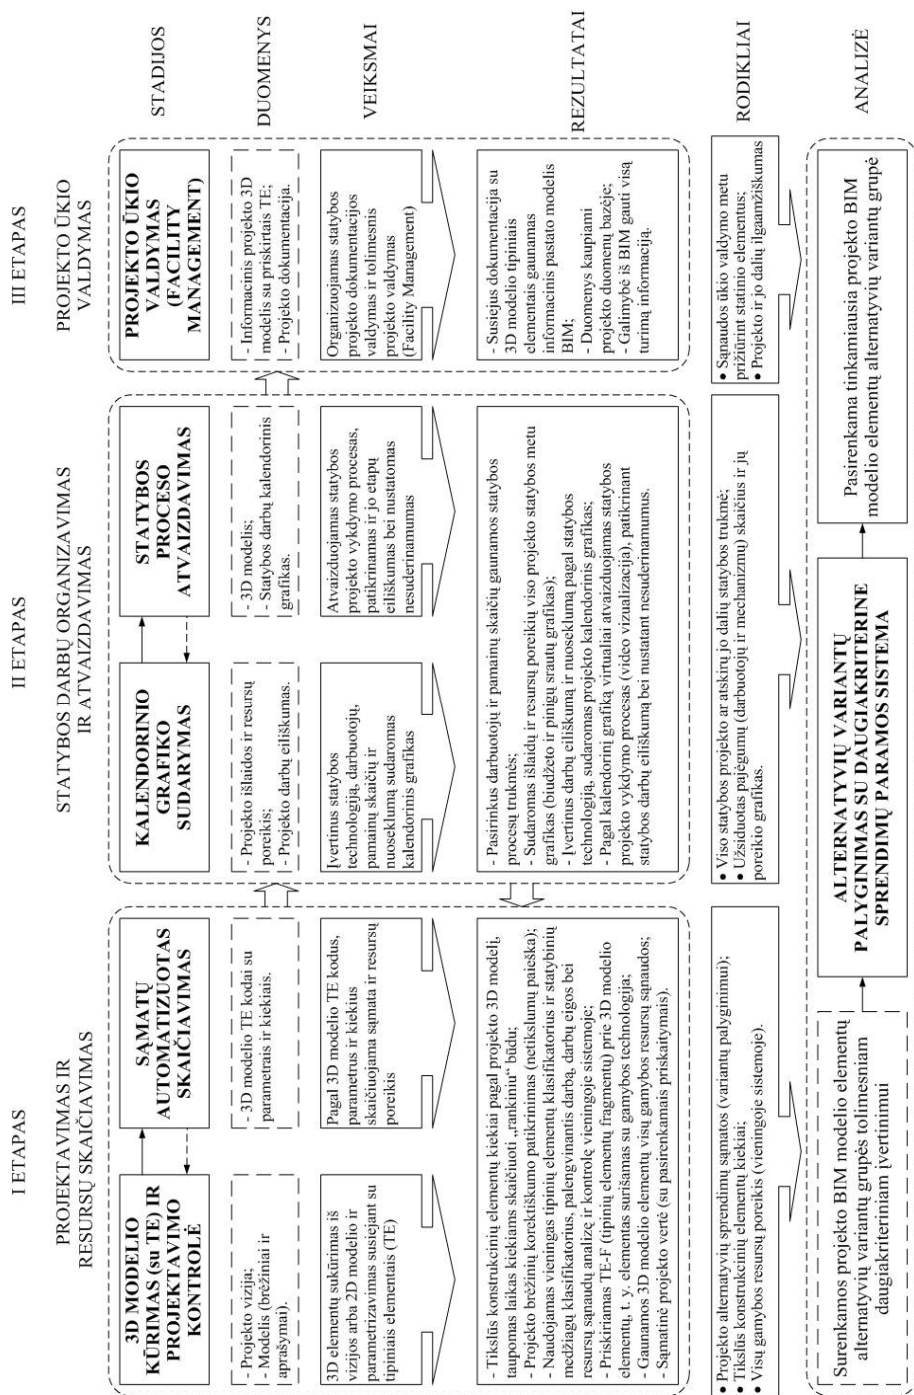 I ETAPAS
II ETAPAS
III ETAPAS
PROJEKTAVIMAS IR
RESURSŲ SKAIČIAVIMAS
STATYBOS DARBŲ ORGANIZAVIMAS
IR ATVAIZDAVIMAS
PROJEKTO ŪKIO
VALDYMAS
3D MODELIO
KŪRIMAS (su TE) IR
PROJEKTAVIMO
KONTROLĖ
SĄMATŲ
AUTOMATIZUOTAS
SKAIČIAVIMAS
KALENDORINIO
GRAFIKO
SUDARYMAS
STATYBOS
PROCESO
ATVAIZDAVIMAS
PROJEKTO ŪKIO
VALDYMAS
(FACILITY
MANAGEMENT)
STADIJOS
- Projekto vizija;
- Modelis (brėžiniai ir
aprašymai).
- 3D modelio TE kodai su
parametrais ir kiekiais.
- Projekto išlaidos ir resursų
poreikis;
- Projekto darbų eiliškumas.
- 3D modelis;
- Statybos darbų kalendorinis
grafikas.
- Informacinis projekto 3D
modelis su priskirtais TE;
- Projekto dokumentacija.
DUOMENYS
3D elementų sukūrimas iš
vizijos arba 2D modelio ir
parametrizavimas susiejant su
tipiniais elementais (TE)
Pagal 3D modelio TE kodus,
parametrus ir kiekius
skaičiuojama sąmata ir resursų
poreikis
Įvertinus statybos
technologiją, darbuotojų,
pamainų skaičių ir
nuoseklumą sudaromas
kalendorinis grafikas
Atvaizduojamas statybos
projekto vykdymo procesas,
patikrinamas ir jo etapų
eiliškumas bei nustatomas
nesuderinamumas
Organizuojamas statybos
projekto dokumentacijos
valdymas ir tolimesnis
projekto valdymas
(Facility Management)
VEIKSMAI
- Tikslūs konstrukcinių elementų kiekiai pagal projekto 3D modelį,
taupomas laikas kiekiams skaičiuoti „rankiniu“ būdu;
- Projekto brėžinių korektiškumo patikrinimas (netikslumų paieška);
- Naudojamas vieningas tipinių elementų klasifikatorius ir statybinių
medžiagų klasifikatorius, palengvinantis darbą, darbų eigos bei
resursų sąnaudų analizę ir kontrolę vieningoje sistemoje;
- Priskiriamas TE-F (tipinių elementų fragmentų) prie 3D modelio
elementų, t. y. elementas surišamas su gamybos technologija;
- Gaunamos 3D modelio elementų visų gamybos resursų sąnaudos;
- Sąmatinė projekto vertė (su pasirenkamais priskaitymais).
- Pasirinkus darbuotojų ir pamainų skaičių gaunamos statybos
procesų trukmės;
- Sudaromas išlaidų ir resursų poreikių viso projekto statybos metu
grafikas (biudžeto ir pinigų srautų grafikas);
- Įvertinus darbų eiliškumą ir nuoseklumą pagal statybos
technologiją, sudaromas projekto kalendorinis grafikas;
- Pagal kalendorinį grafiką virtualiai atvaizduojamas statybos
projekto vykdymo procesas (video vizualizacija), patikrinant
statybos darbų eiliškumą bei nustatant nesuderinamumus.
- Susiejus dokumentacija su
3D modelio tipiniais
elementais gaunamas
informacinis pastato modelis
BIM;
- Duomenys kaupiami
projekto duomenų bazėje;
- Galimybė iš BIM gauti visą
turimą informaciją.
REZULTATAI
• Projekto alternatyvių sprendimų sąmatos (variantų palyginimui);
• Tikslūs konstrukcinių elementų kiekiai;
• Visų gamybos resursų poreikis (vieningoje sistemoje).
• Viso statybos projekto ar atskirų jo dalių statybos trukmė;
• Užsiduotas pajėgumų (darbuotojų ir mechanizmų) skaičius ir jų
poreikio grafikas.
• Sąnaudos ūkio valdymo metu
prižiūrint statinio elementus;
• Projekto ir jo dalių ilgamžiškumas
RODIKLIAI
Surenkamos projekto BIM modelio elementų
alternatyvių variantų grupės tolimesniam
daugiakriteriniam įvertinimui
ALTERNATYVIŲ VARIANTŲ
PALYGINIMAS SU DAUGIAKRITERINE
SPRENDIMŲ PARAMOS SISTEMA
Pasirenkama tinkamiausia projekto BIM
modelio elementų alternatyvių variantų grupė
ANALIZĖ